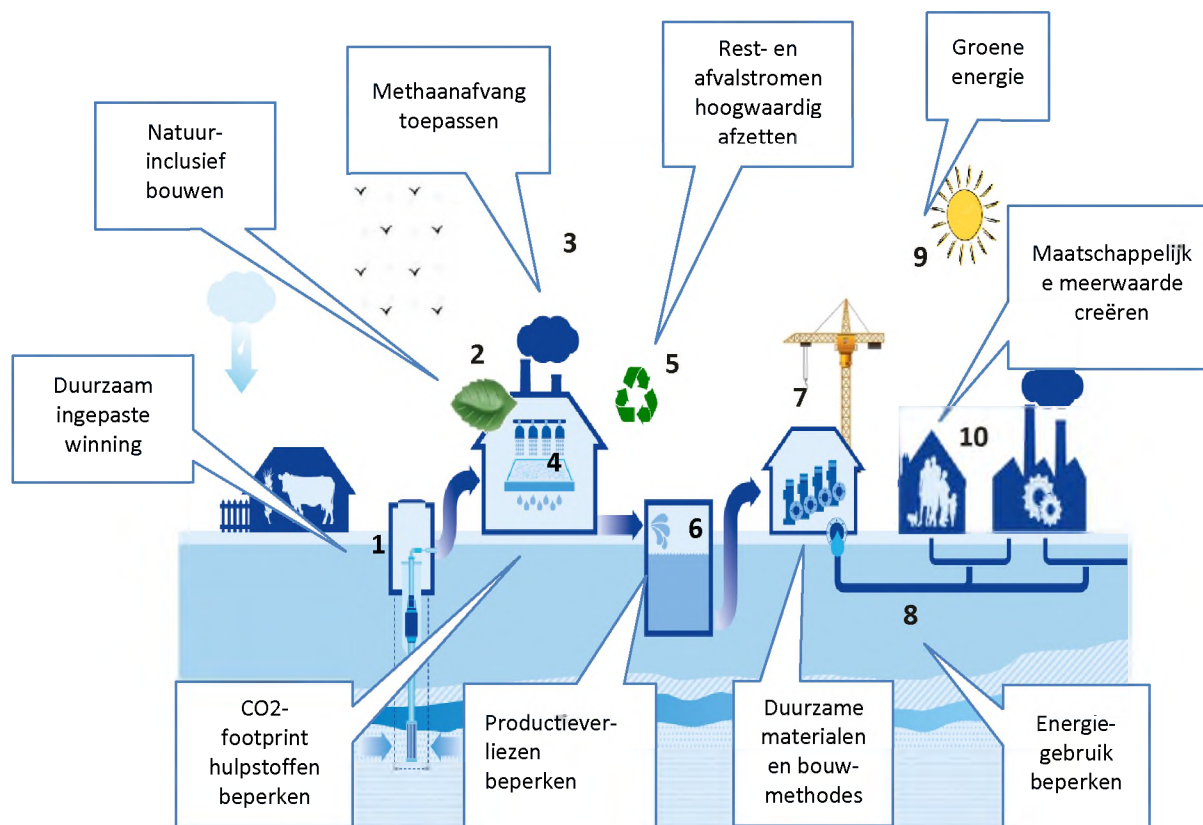 Natuur-
inclusief
bouwen
Methaanafvang
toepassen
Rest- en
afvalstromen
hoogwaardig
afzetten
Groene
energie
Maatschappelijk
e meerwaarde
creëren
Duurzaam
ingepaste
winning
1
2
3
4
5
6
7
8
9
10
CO2-
footprint
hulpstoffen
beperken
Productiever-
liezen
beperken
Duurzame
materialen
en bouw-
methodes
Energie-
gebruik
beperken